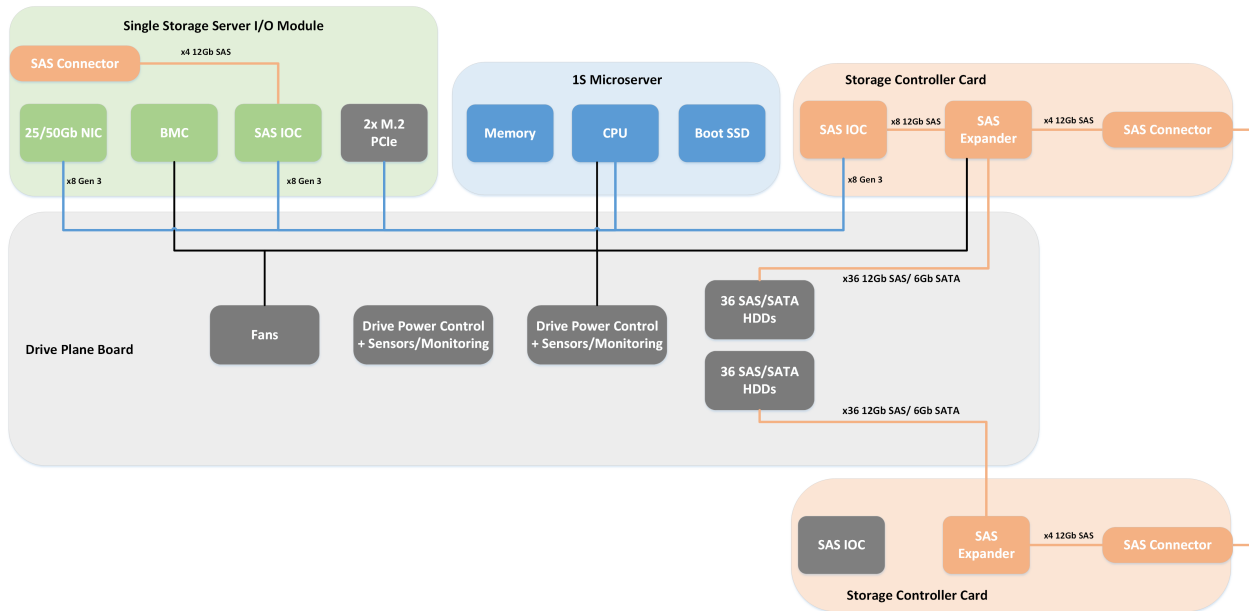 Single Storage Server I/O Module
SAS Connector
x4 12Gb SAS
25/50Gb NIC
BMC
SAS IOC
2x M.2
PCIe
x8 Gen 3
x8 Gen 3
1S Microserver
Memory
CPU
Boot SSD
Storage Controller Card
SAS IOC
x8 12Gb SAS
SAS
Expander
x4 12Gb SAS
SAS Connector
x8 Gen 3
Drive Plane Board
Fans
Drive Power Control
+ Sensors/Monitoring
Drive Power Control
+ Sensors/Monitoring
x36 12Gb SAS/ 6Gb SATA
36 SAS/SATA
HDDs
36 SAS/SATA
HDDs
x36 12Gb SAS/ 6Gb SATA
SAS IOC
SAS
Expander
x4 12Gb SAS
SAS Connector
Storage Controller Card